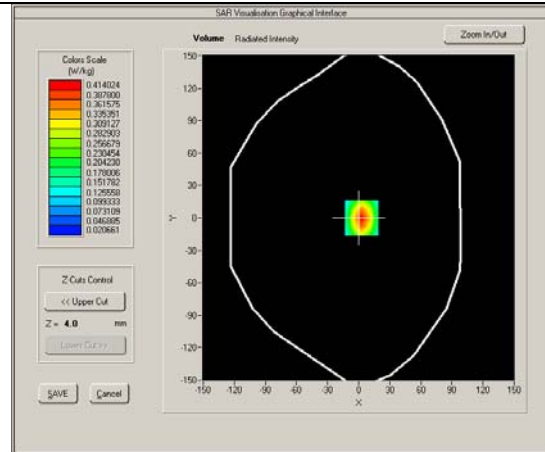 SAR Visualisation Graphical Interface
Volume Radiated Intensity
Zoom In/Out
Colors Scale
(W/kg)
0.414024
0.387800
0.361575
0.335351
0.309127
0.282903
0.256679
0.230454
0.204230
0.178006
0.151782
0.125558
0.099333
0.073109
0.046885
0.020661
Z Cuts Control
<< Upper Cut
Z = 4.0 mm
Lower Cut >>
SAVE
Cancel
150
120
90
60
30
0
-30
-60
-90
-120
-150
Y
-150 -120 -90 -60 -30 0 30 60 90 120 150
X